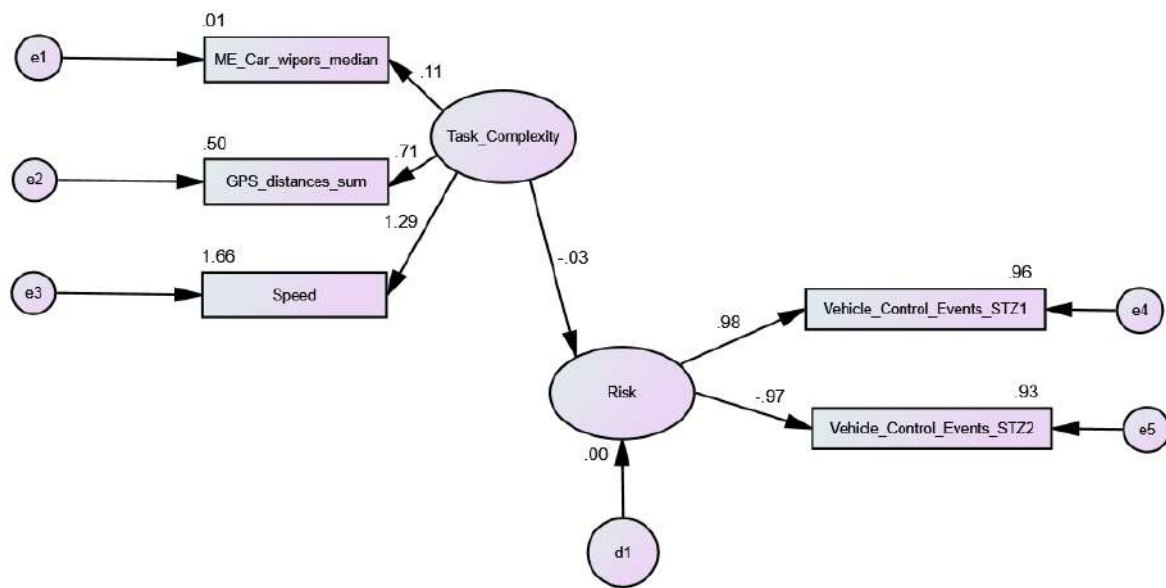 .01
e1
ME_Car_wipers_median
.11
Task_Complexity
.50
.71
e2
GPS_distances_sum
1.29
1.66
-.03
e3
Speed
.96
Vehicle_Control_Events_STZ1
e4
.98
Risk
-.97
.93
Vehicle_Control_Events_STZ2
e5
.00
d1